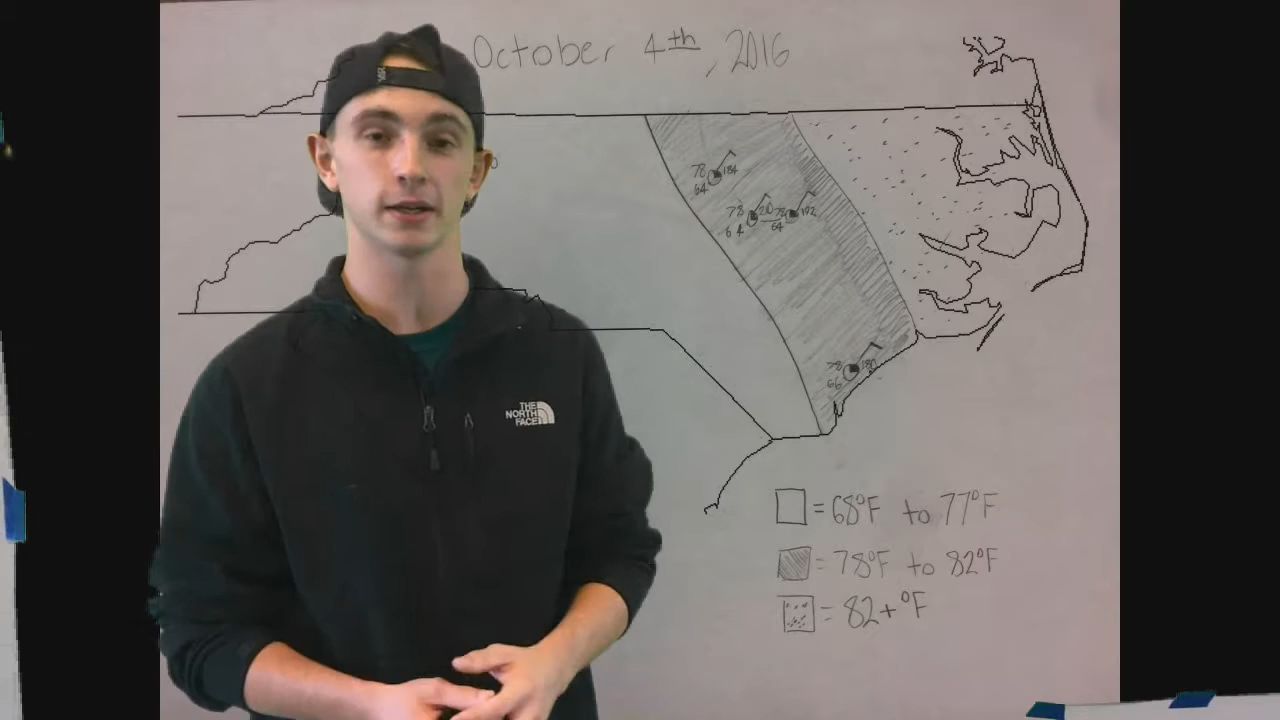 October 4th, 2016
78 184
64
78 210 78 192
64 64
78 180
66
THE
NORTH
FACE
= 68°F to 77°F
= 78°F to 82°F
= 82+°F